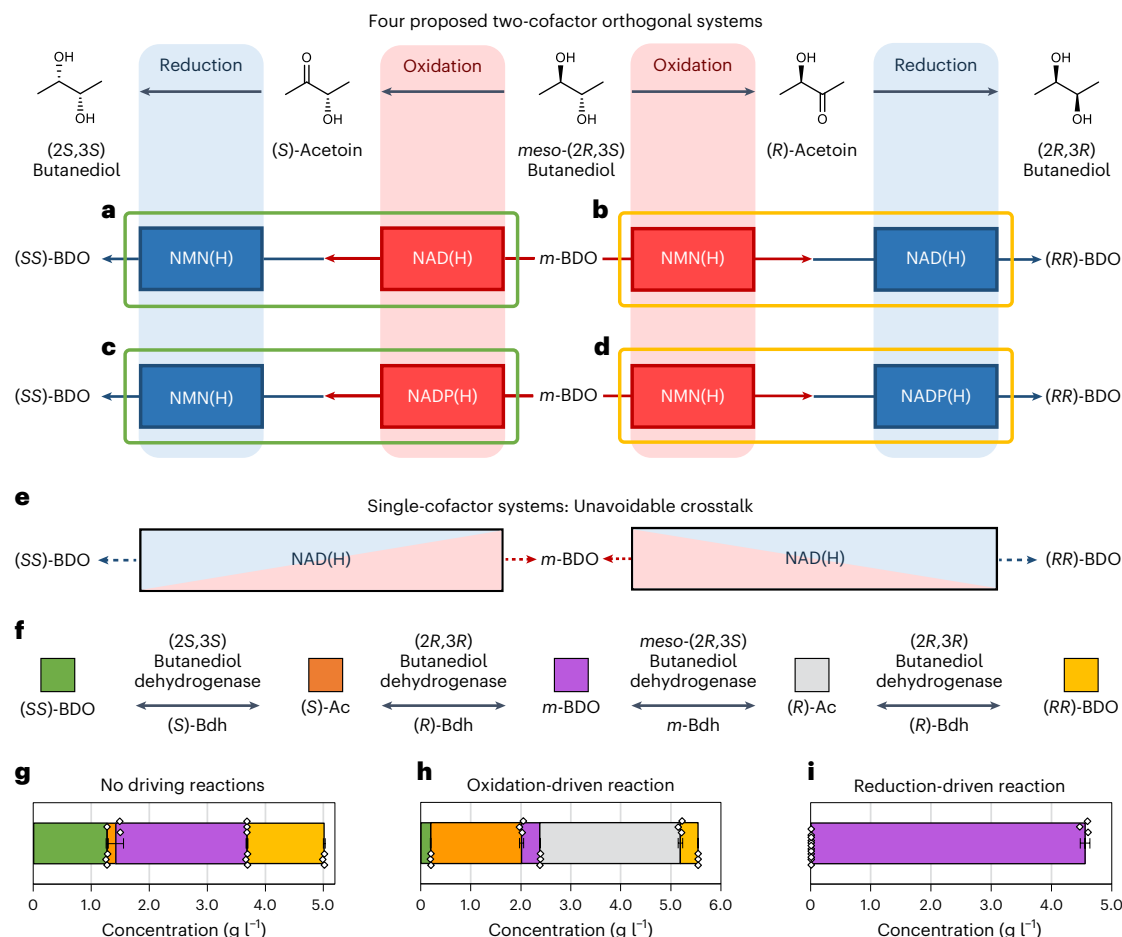 Four proposed two-cofactor orthogonal systems
Reduction
Oxidation
Oxidation
Reduction
OH
OH
(2S,3S)
Butanediol
O
OH
(S)-Acetoin
OH
OH
meso-(2R,3S)
Butanediol
OH
O
(R)-Acetoin
OH
OH
(2R,3R)
Butanediol
a
(SS)-BDO
NMN(H)
NAD(H)
m-BDO
b
NMN(H)
NAD(H)
(RR)-BDO
c
(SS)-BDO
NMN(H)
NADP(H)
m-BDO
d
NMN(H)
NADP(H)
(RR)-BDO
e
Single-cofactor systems: Unavoidable crosstalk
(SS)-BDO
NAD(H)
m-BDO
NAD(H)
(RR)-BDO
f
(SS)-BDO
(2S,3S)
Butanediol
dehydrogenase
(S)-Bdh
(S)-Ac
(2R,3R)
Butanediol
dehydrogenase
(R)-Bdh
m-BDO
meso-(2R,3S)
Butanediol
dehydrogenase
m-Bdh
(R)-Ac
(2R,3R)
Butanediol
dehydrogenase
(R)-Bdh
(RR)-BDO
g
No driving reactions
0 1.0 2.0 3.0 4.0 5.0
Concentration (g l⁻¹)
h
Oxidation-driven reaction
0 1.0 2.0 3.0 4.0 5.0 6.0
Concentration (g l⁻¹)
i
Reduction-driven reaction
0 1.0 2.0 3.0 4.0 5.0
Concentration (g l⁻¹)